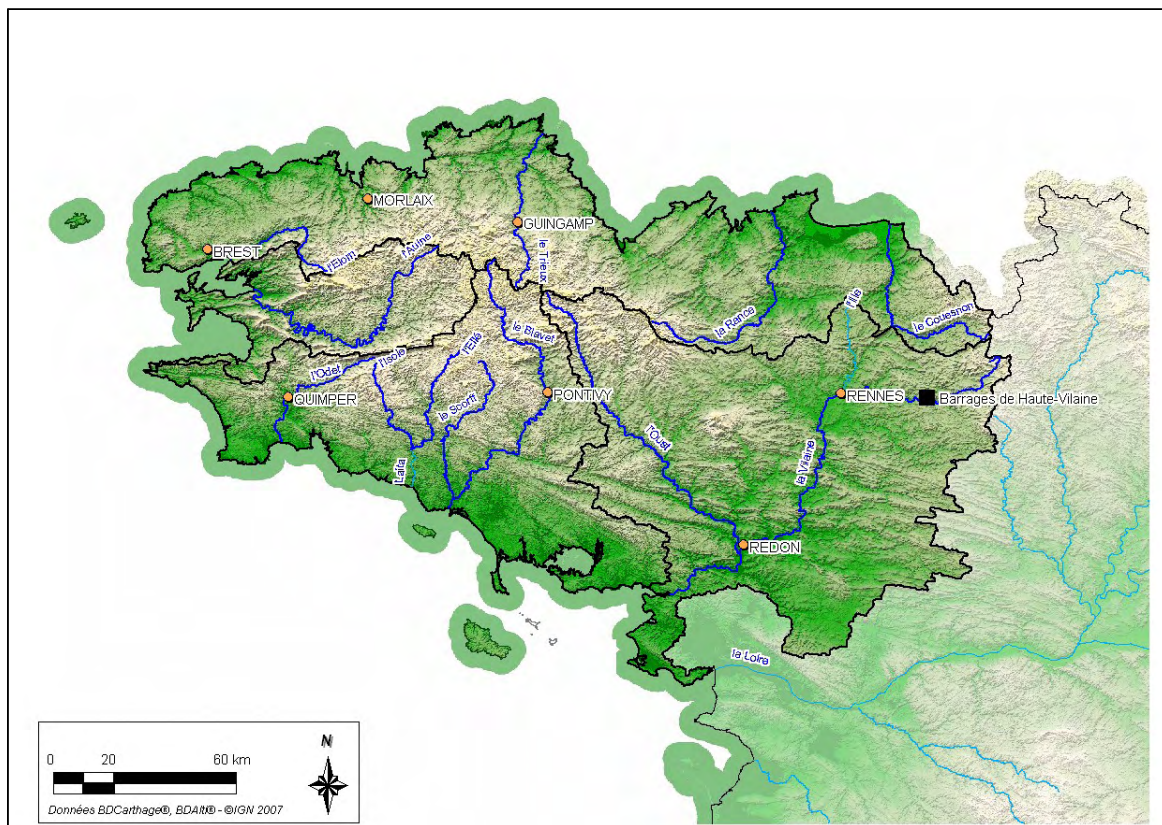 MORLAIX
GUINGAMP
BREST
l'Elorn
l'Aulne
le Trieux
l'Ille
la Rance
le Couesnon
le Blavet
l'Ellé
l'Isole
l'Odet
le Scorff
QUIMPER
PONTIVY
RENNES
Barrages de Haute-Vilaine
l'Oust
la Vilaine
Laïta
REDON
la Loire
N
0 20 60 km
Données BDCarthage®, BDAlti® - ©IGN 2007